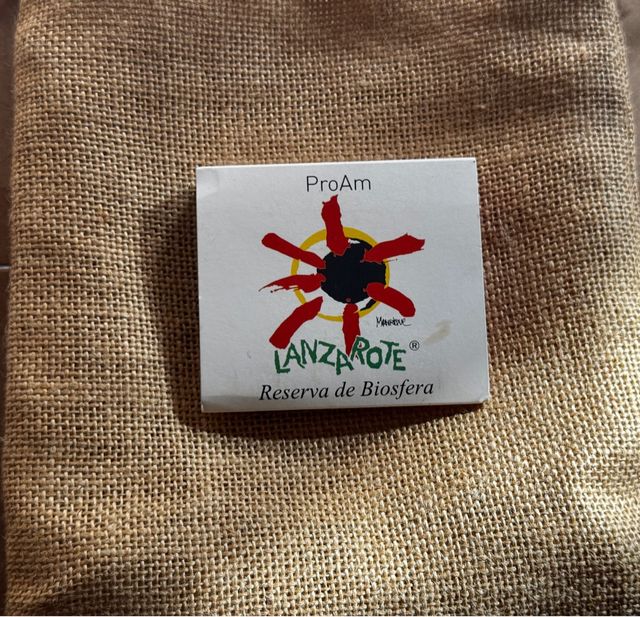 ProAm
Manrique
LANZAROTE®
Reserva de Biosfera